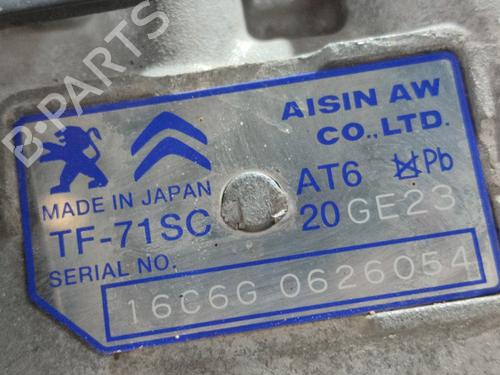 B-PARTS
AISIN AW
CO.,LTD.
MADE IN JAPAN
AT6 Pb
TF-71SC
20GE23
SERIAL NO.
16C6G 0626054